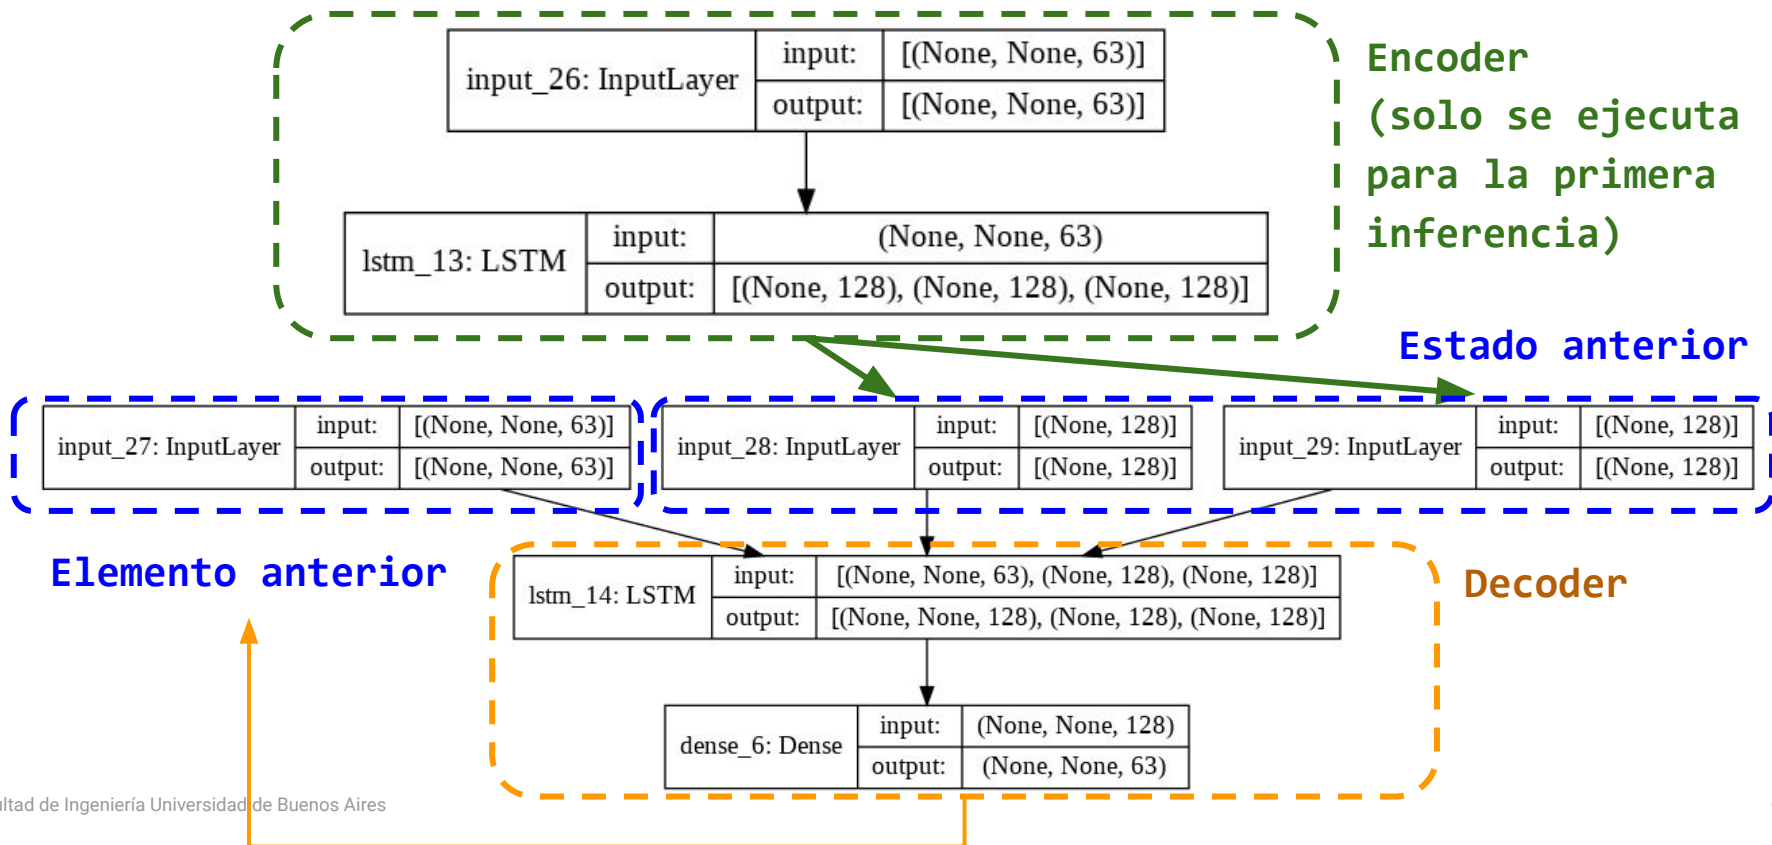 input_26: InputLayer
input: [(None, None, 63)]
output: [(None, None, 63)]
Encoder
(solo se ejecuta
para la primera
inferencia)
lstm_13: LSTM
input: (None, None, 63)
output: [(None, 128), (None, 128), (None, 128)]
Estado anterior
input_27: InputLayer
input: [(None, None, 63)]
output: [(None, None, 63)]
input_28: InputLayer
input: [(None, 128)]
output: [(None, 128)]
input_29: InputLayer
input: [(None, 128)]
output: [(None, 128)]
Elemento anterior
lstm_14: LSTM
input: [(None, None, 63), (None, 128), (None, 128)]
output: [(None, None, 128), (None, 128), (None, 128)]
Decoder
dense_6: Dense
input: (None, None, 128)
output: (None, None, 63)
ultad de Ingeniería Universidad de Buenos Aires